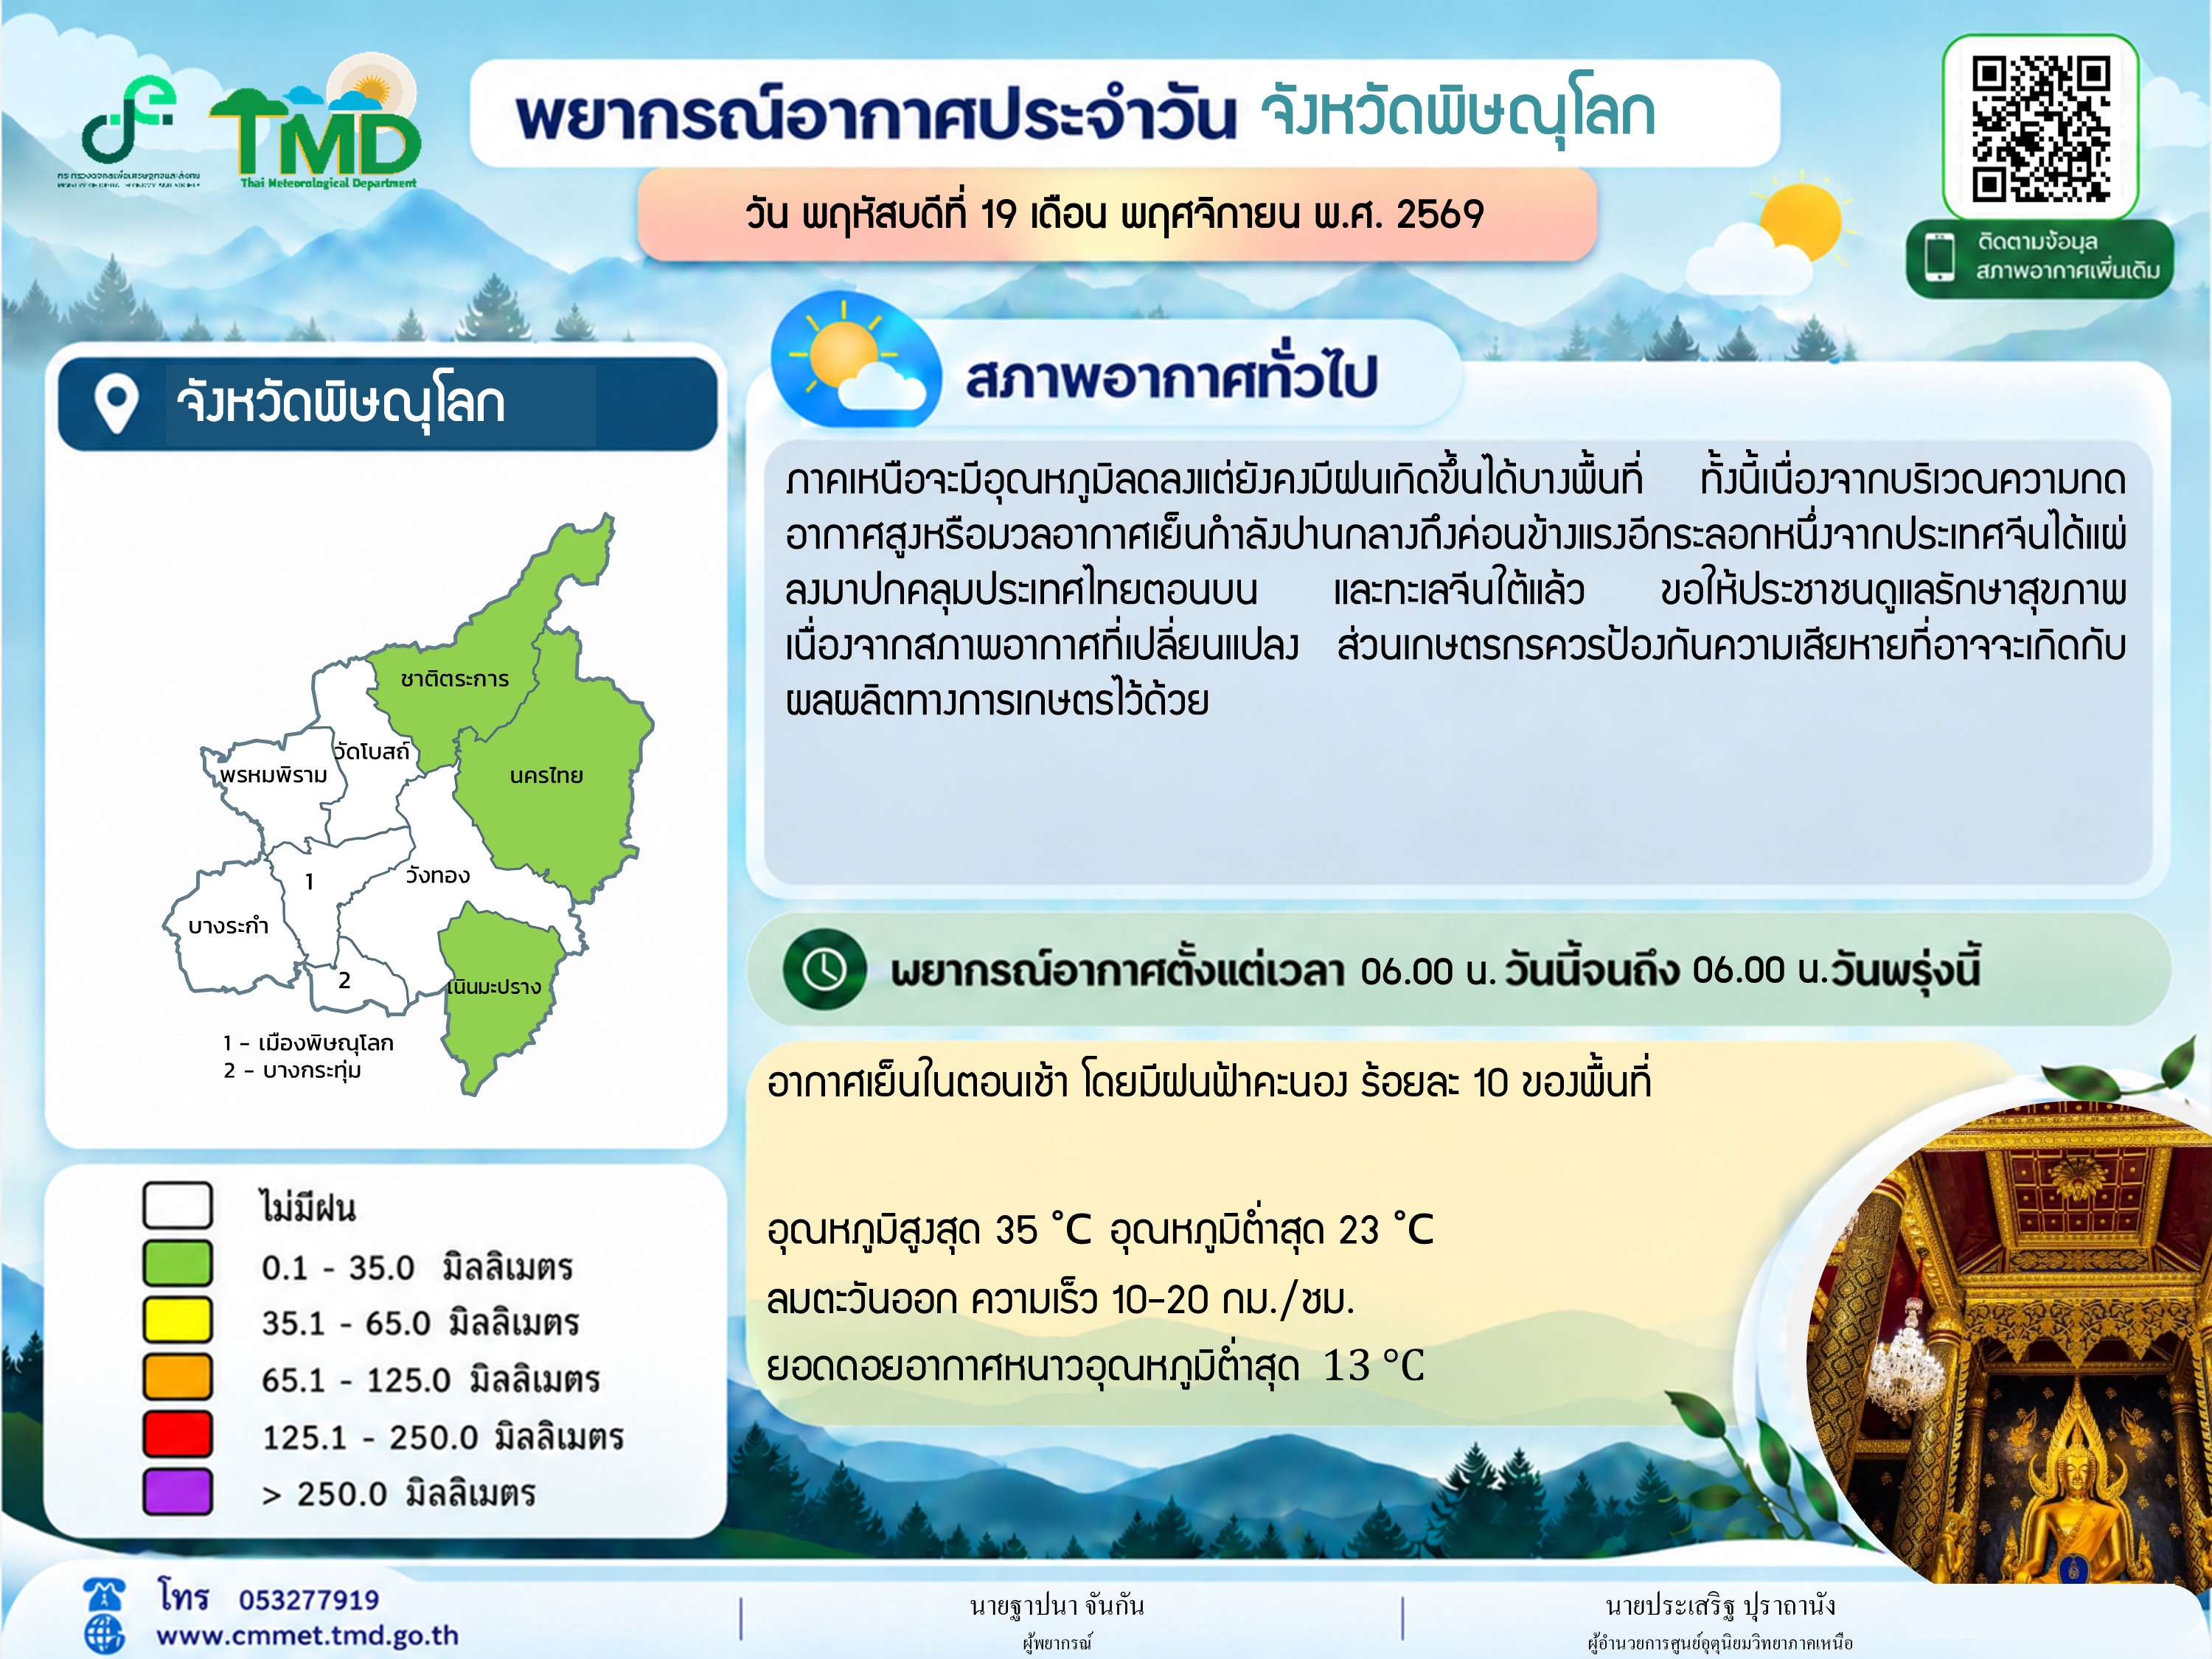 TMD
Thai Meteorological Department
พยากรณ์อากาศประจำวัน จังหวัดพิษณุโลก
วัน พฤหัสบดีที่ 19 เดือน พฤศจิกายน พ.ศ. 2569
ติดตามข้อมูล
สภาพอากาศเพิ่มเติม
จังหวัดพิษณุโลก
ชาติตระการ
วัดโบสถ์
พรหมพิราม
นครไทย
วังทอง
1
บางระกำ
2
เนินมะปราง
1 - เมืองพิษณุโลก
2 - บางกระทุ่ม
ไม่มีฝน
0.1 - 35.0 มิลลิเมตร
35.1 - 65.0 มิลลิเมตร
65.1 - 125.0 มิลลิเมตร
125.1 - 250.0 มิลลิเมตร
> 250.0 มิลลิเมตร
สภาพอากาศทั่วไป
ภาคเหนือจะมีอุณหภูมิลดลงแต่ยังคงมีฝนเกิดขึ้นได้บางพื้นที่ ทั้งนี้เนื่องจากบริเวณความกด
อากาศสูงหรือมวลอากาศเย็นกำลังปานกลางถึงค่อนข้างแรงอีกระลอกหนึ่งจากประเทศจีนได้แผ่
ลงมาปกคลุมประเทศไทยตอนบน และทะเลจีนใต้แล้ว ขอให้ประชาชนดูแลรักษาสุขภาพ
เนื่องจากสภาพอากาศที่เปลี่ยนแปลง ส่วนเกษตรกรควรป้องกันความเสียหายที่อาจจะเกิดกับ
ผลผลิตทางการเกษตรไว้ด้วย
พยากรณ์อากาศตั้งแต่เวลา 06.00 น. วันนี้จนถึง 06.00 น. วันพรุ่งนี้
อากาศเย็นในตอนเช้า โดยมีฝนฟ้าคะนอง ร้อยละ 10 ของพื้นที่
อุณหภูมิสูงสุด 35 °C อุณหภูมิต่ำสุด 23 °C
ลมตะวันออก ความเร็ว 10-20 กม./ชม.
ยอดดอยอากาศหนาวอุณหภูมิต่ำสุด 13 °C
โทร 053277919
www.cmmet.tmd.go.th
นายฐาปนา จันกัน
ผู้พยากรณ์
นายประเสริฐ ปุราถานัง
ผู้อำนวยการศูนย์อุตุนิยมวิทยาภาคเหนือ